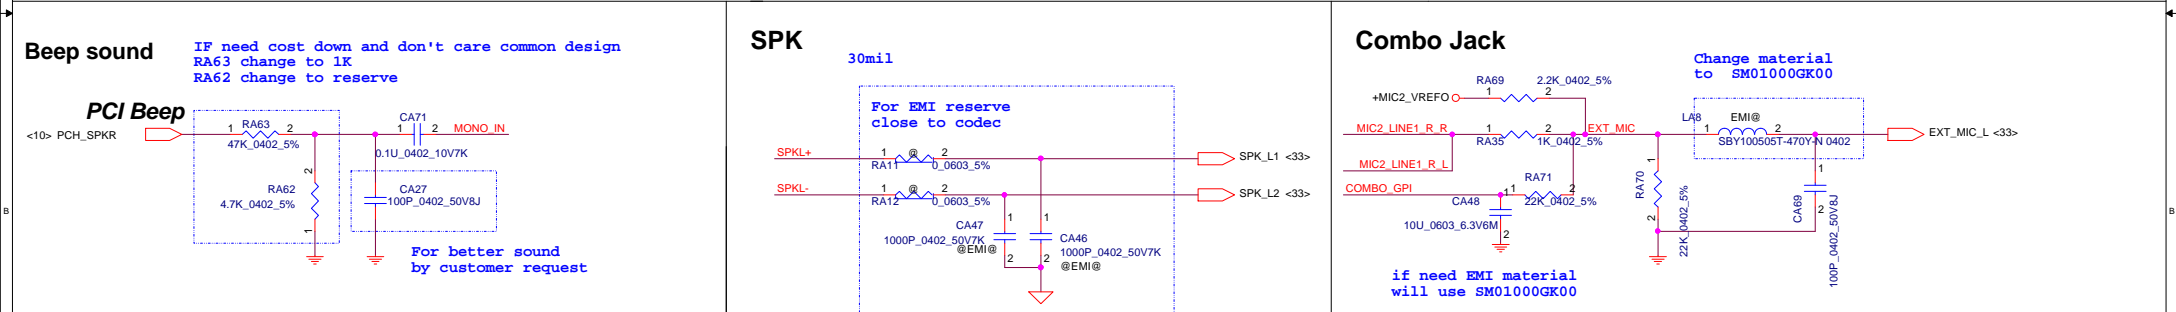 Beep sound
IF need cost down and don't care common design
RA63 change to 1K
RA62 change to reserve
PCI Beep
<10> PCH_SPKR
1
RA63
2
47K_0402_5%
CA71
1
2
MONO_IN
0.1U_0402_10V7K
2
RA62
4.7K_0402_5%
1
CA27
100P_0402_50V8J
For better sound
by customer request
B
SPK
30mil
For EMI reserve
close to codec
SPKL+
1
@
2
RA11
0_0603_5%
SPK_L1 <33>
SPKL-
1
@
2
RA12
0_0603_5%
SPK_L2 <33>
CA47
1
1000P_0402_50V7K
@EMI@
2
1
CA46
1000P_0402_50V7K
2
@EMI@
Combo Jack
Change material
to SM01000GK00
RA69
2.2K_0402_5%
+MIC2_VREFO
1
2
MIC2_LINE1_R_R
1
2
RA35
1K_0402_5%
EXT_MIC
MIC2_LINE1_R_L
COMBO_GPI
RA71
1
2
22K_0402_5%
CA48
1
10U_0603_6.3V6M
2
LA8
EMI@
1
2
SBY100505T-470Y-N 0402
EXT_MIC_L <33>
1
RA70
2
22K_0402_5%
1
CA69
2
100P_0402_50V8J
if need EMI material
will use SM01000GK00
B